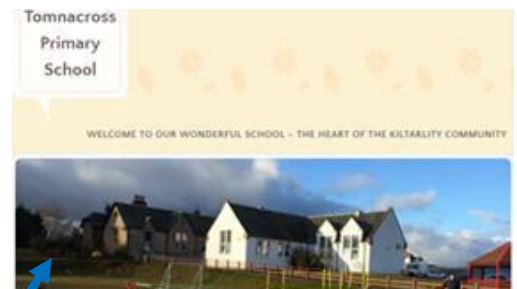 Tomnacross
Primary
School
WELCOME TO OUR WONDERFUL SCHOOL – THE HEART OF THE KILTARLITY COMMUNITY